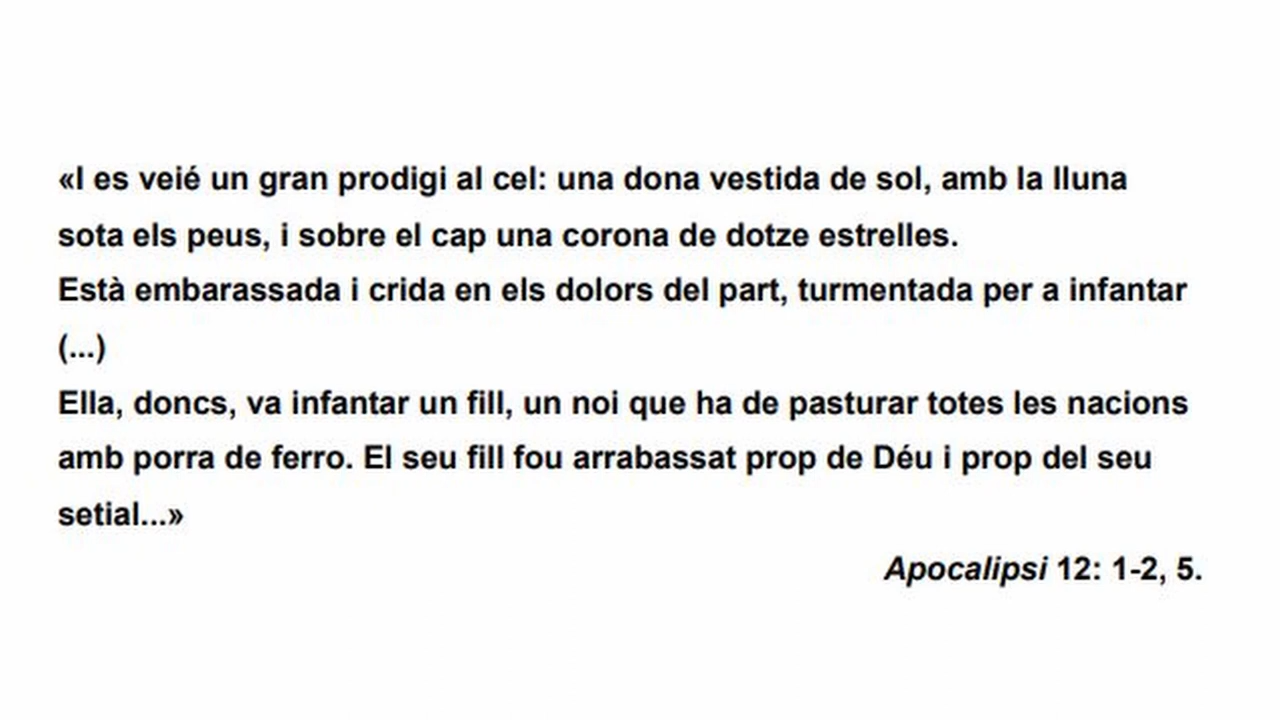 «I es veié un gran prodigi al cel: una dona vestida de sol, amb la lluna
sota els peus, i sobre el cap una corona de dotze estrelles.
Està embarassada i crida en els dolors del part, turmentada per a infantar
(...)
Ella, doncs, va infantar un fill, un noi que ha de pasturar totes les nacions
amb porra de ferro. El seu fill fou arrabassat prop de Déu i prop del seu
setial...»
Apocalipsi 12: 1-2, 5.